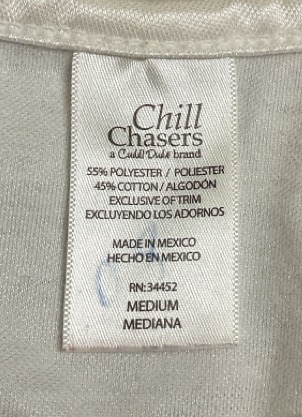 Chill
Chasers
a Cuddl Duds brand
55% POLYESTER / POLIESTER
45% COTTON / ALGODÓN
EXCLUSIVE OF TRIM
EXCLUYENDO LOS ADORNOS
MADE IN MEXICO
HECHO EN MEXICO
RN:34452
MEDIUM
MEDIANA